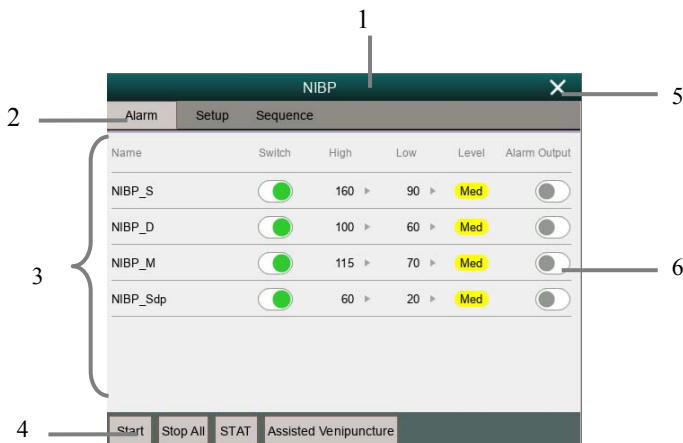 1
NIBP
5
2
Alarm Setup Sequence
Name Switch High Low Level Alarm Output
NIBP_S 160 90 Med
NIBP_D 100 60 Med
NIBP_M 115 70 Med
3
6
NIBP_Sdp 60 20 Med
4
Start Stop All STAT Assisted Venipuncture